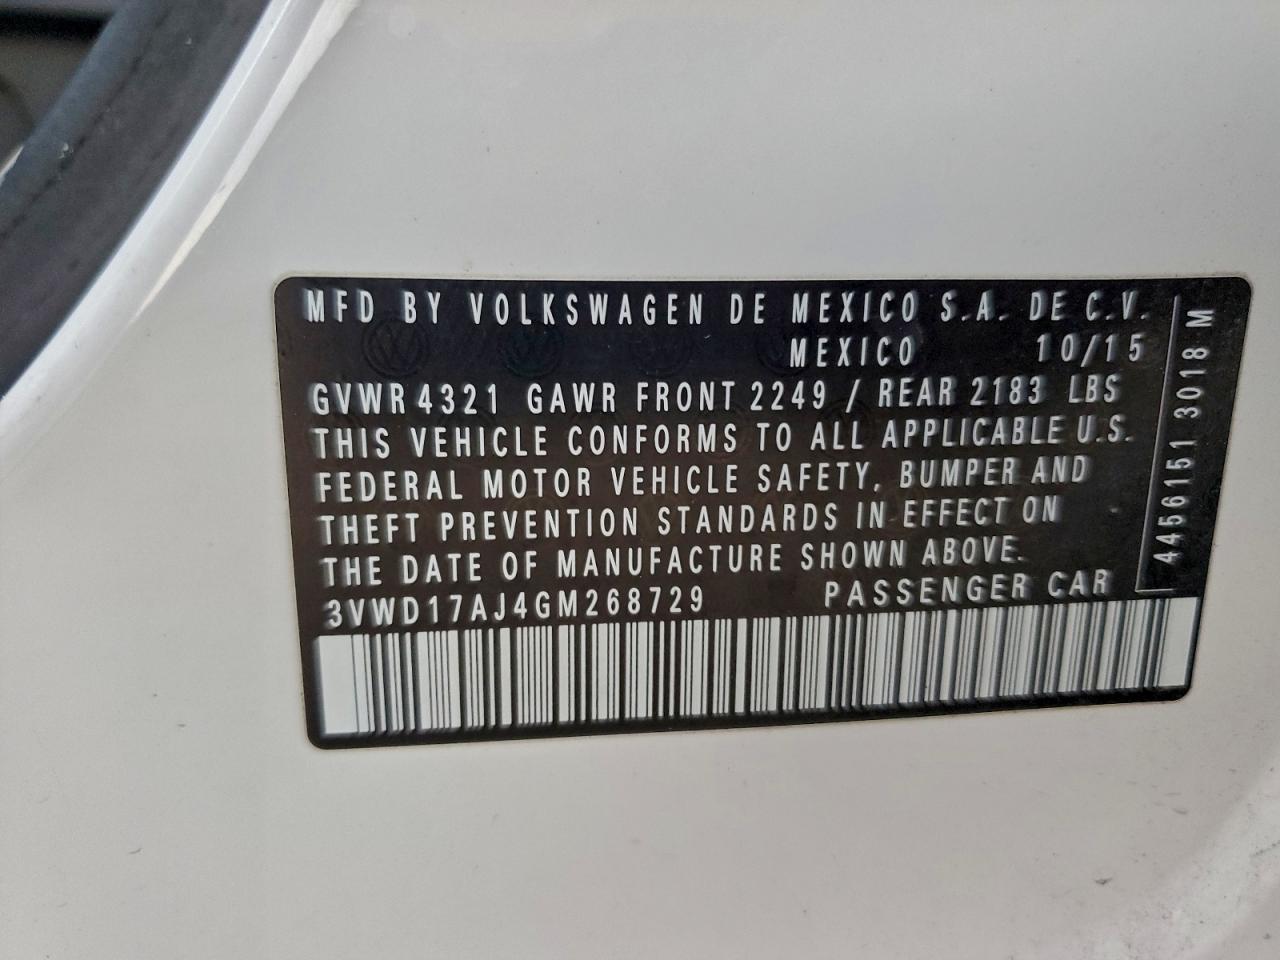 MFD BY VOLKSWAGEN DE MEXICO S.A. DE C.V.
MEXICO 10/15
GVWR 4321 GAWR FRONT 2249 / REAR 2183 LBS
THIS VEHICLE CONFORMS TO ALL APPLICABLE U.S.
FEDERAL MOTOR VEHICLE SAFETY, BUMPER AND
THEFT PREVENTION STANDARDS IN EFFECT ON
THE DATE OF MANUFACTURE SHOWN ABOVE.
3VWD17AJ4GM268729 PASSENGER CAR
4456151 3018 M